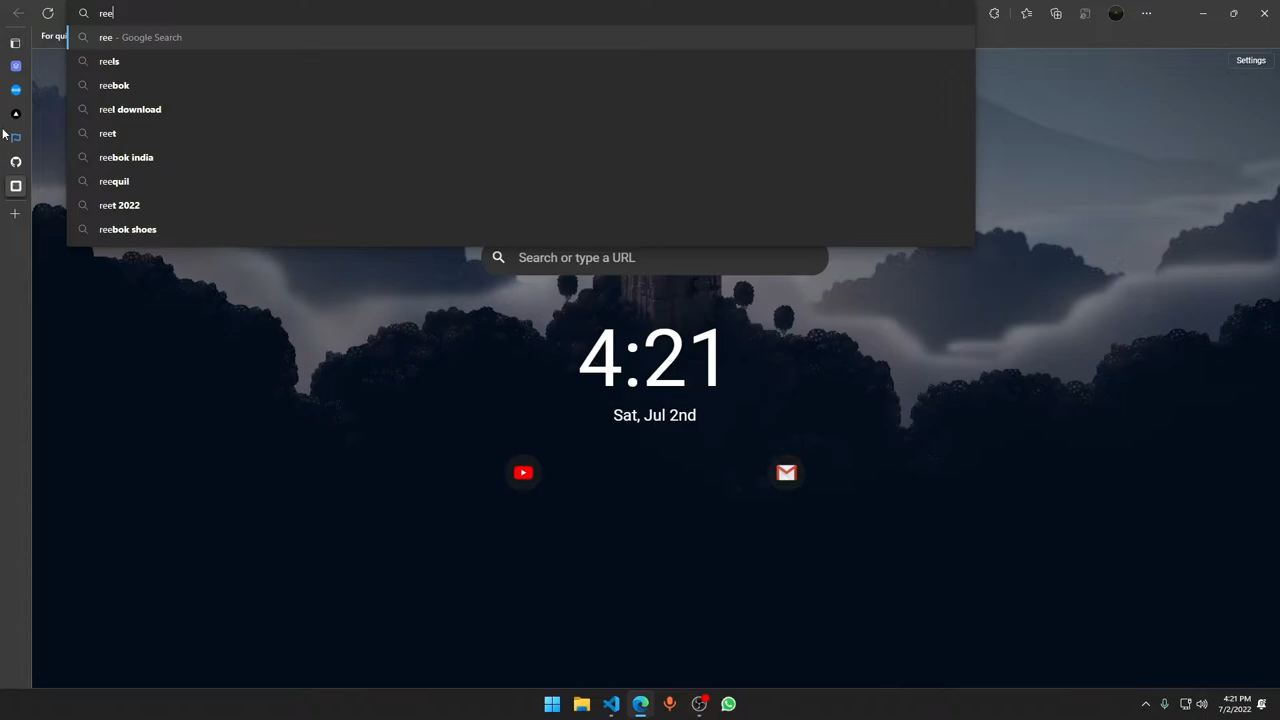 ree
ree - Google Search
For qui
reels
Settings
reebok
reel download
reet
reebok india
reequil
reet 2022
reebok shoes
Search or type a URL
4:21
Sat, Jul 2nd
4:21 PM
7/2/2022